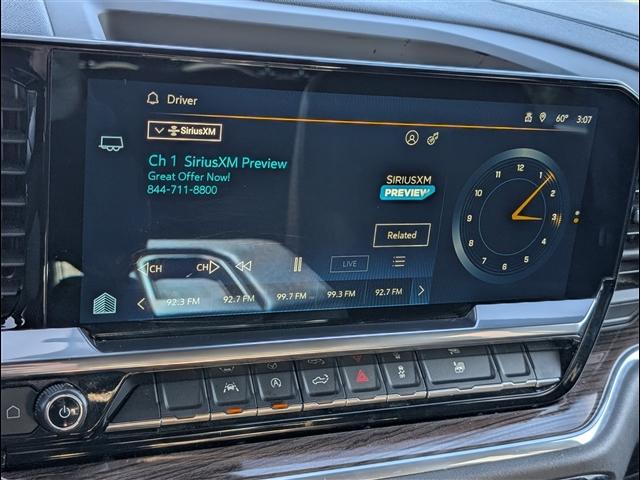 Driver
60° 3:07
SiriusXM
Ch 1 SiriusXM Preview
Great Offer Now!
844-711-8800
SIRIUSXM
PREVIEW
Related
CH CH LIVE
92.3 FM 92.7 FM 99.7 FM 99.3 FM 92.7 FM
12
1
2
3
4
5
6
7
8
9
10
11